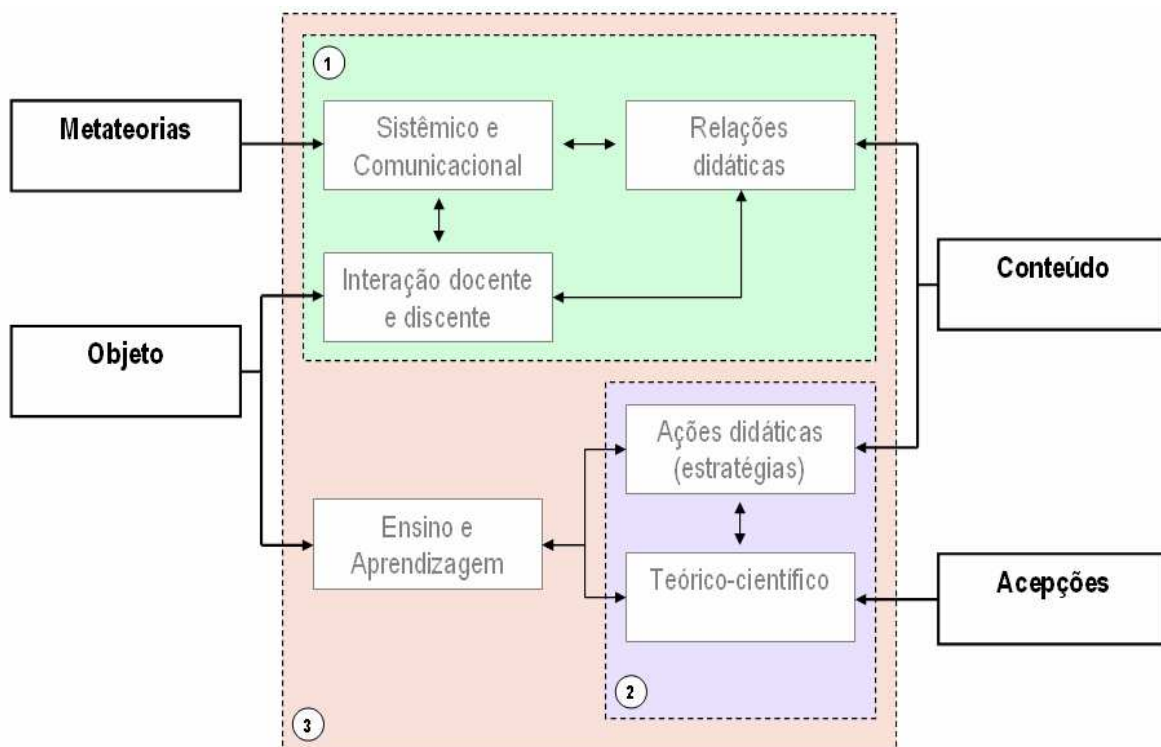 1
Metateorias
Sistêmico e
Comunicacional
Relações
didáticas
Interação docente
e discente
Conteúdo
Objeto
Ações didáticas
(estratégias)
Ensino e
Aprendizagem
Teórico-científico
Acepções
2
3